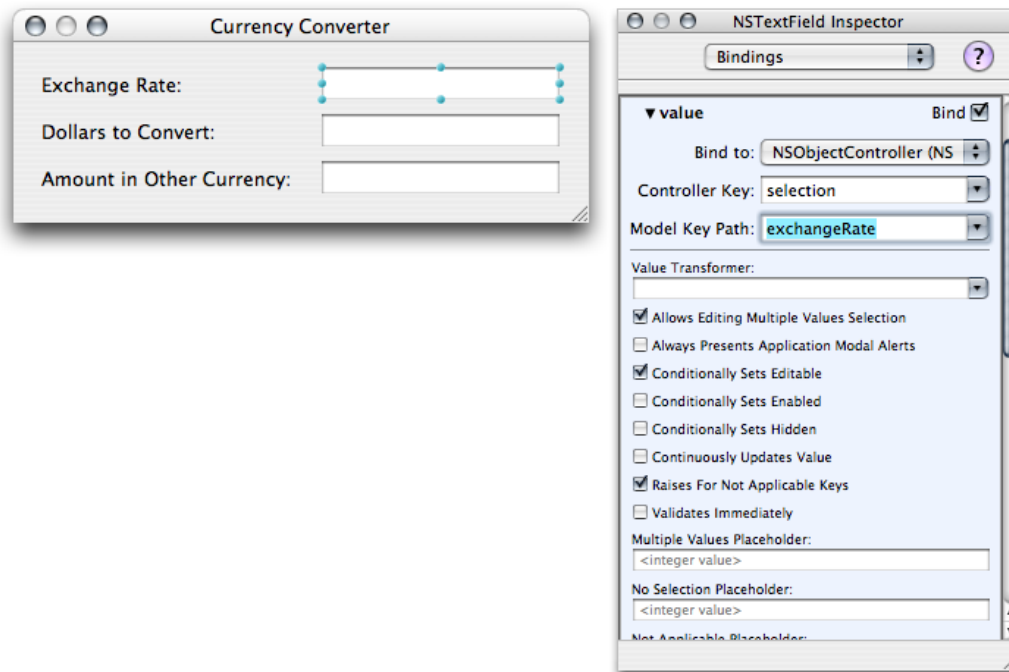 Currency Converter
Exchange Rate:
Dollars to Convert:
Amount in Other Currency:
NSTextField Inspector
Bindings
?
value
Bind
Bind to: NSObjectController (NS
Controller Key: selection
Model Key Path: exchangeRate
Value Transformer:
Allows Editing Multiple Values Selection
Always Presents Application Modal Alerts
Conditionally Sets Editable
Conditionally Sets Enabled
Conditionally Sets Hidden
Continuously Updates Value
Raises For Not Applicable Keys
Validates Immediately
Multiple Values Placeholder:
<integer value>
No Selection Placeholder:
<integer value>
Not Applicable Placeholder: